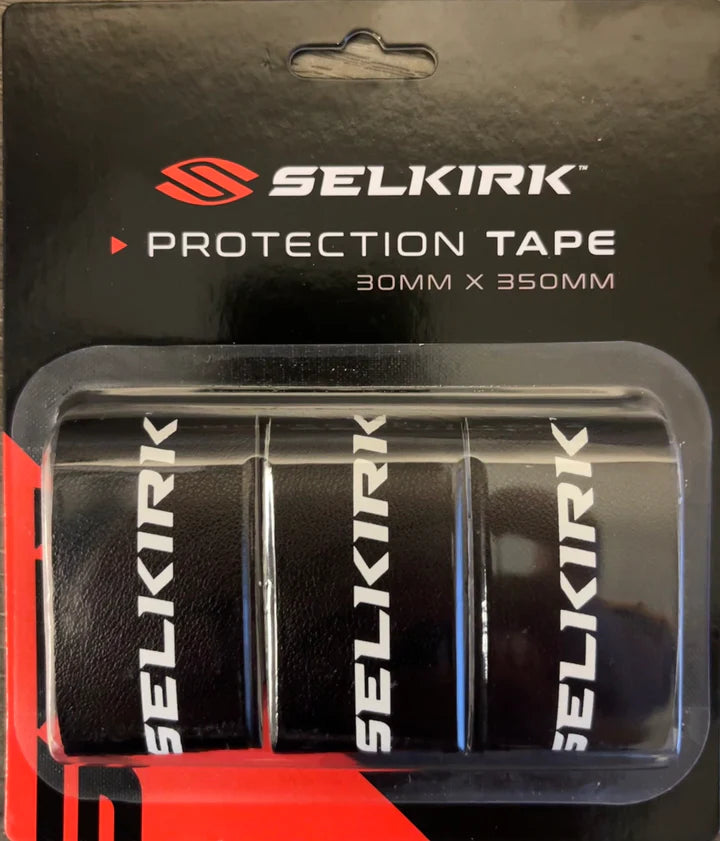 SELKIRK™
PROTECTION TAPE
30MM X 350MM
SELKIRK
SELKIRK
SELKIRK